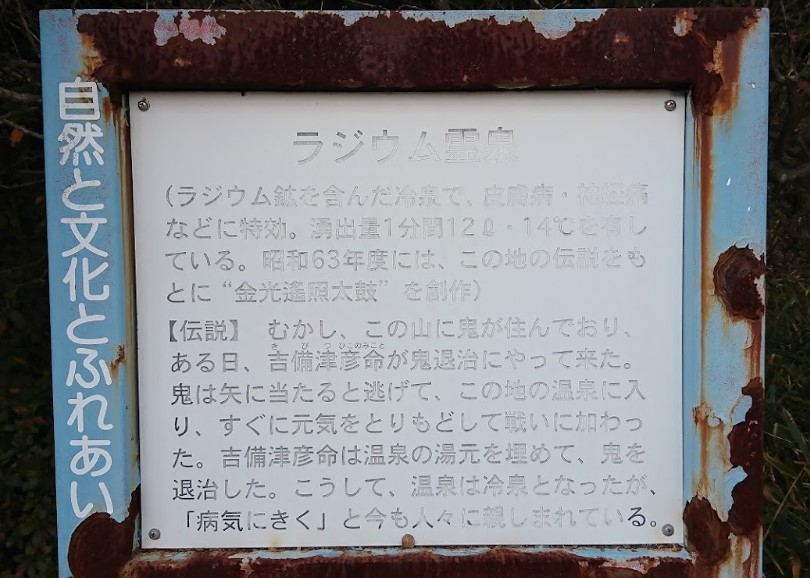 自然と文化とふれあい
ラジウム霊泉
(ラジウム鉱を含んだ冷泉で、皮膚病・神経痛
などに特効。湧出量1分間12ℓ・14℃を有し
ている。昭和63年度には、この地の伝説をも
とに“金光遙照太鼓”を創作)
【伝説】 むかし、この山に鬼が住んでおり、
ある日、吉備津彦命が鬼退治にやって来た。
鬼は矢に当たると逃げて、この地の温泉に入
り、すぐに元気をとりもどして戦いに加わっ
た。吉備津彦命は温泉の湯元を埋めて、鬼を
退治した。こうして、温泉は冷泉となったが、
「病気にきく」と今も人々に親しまれている。